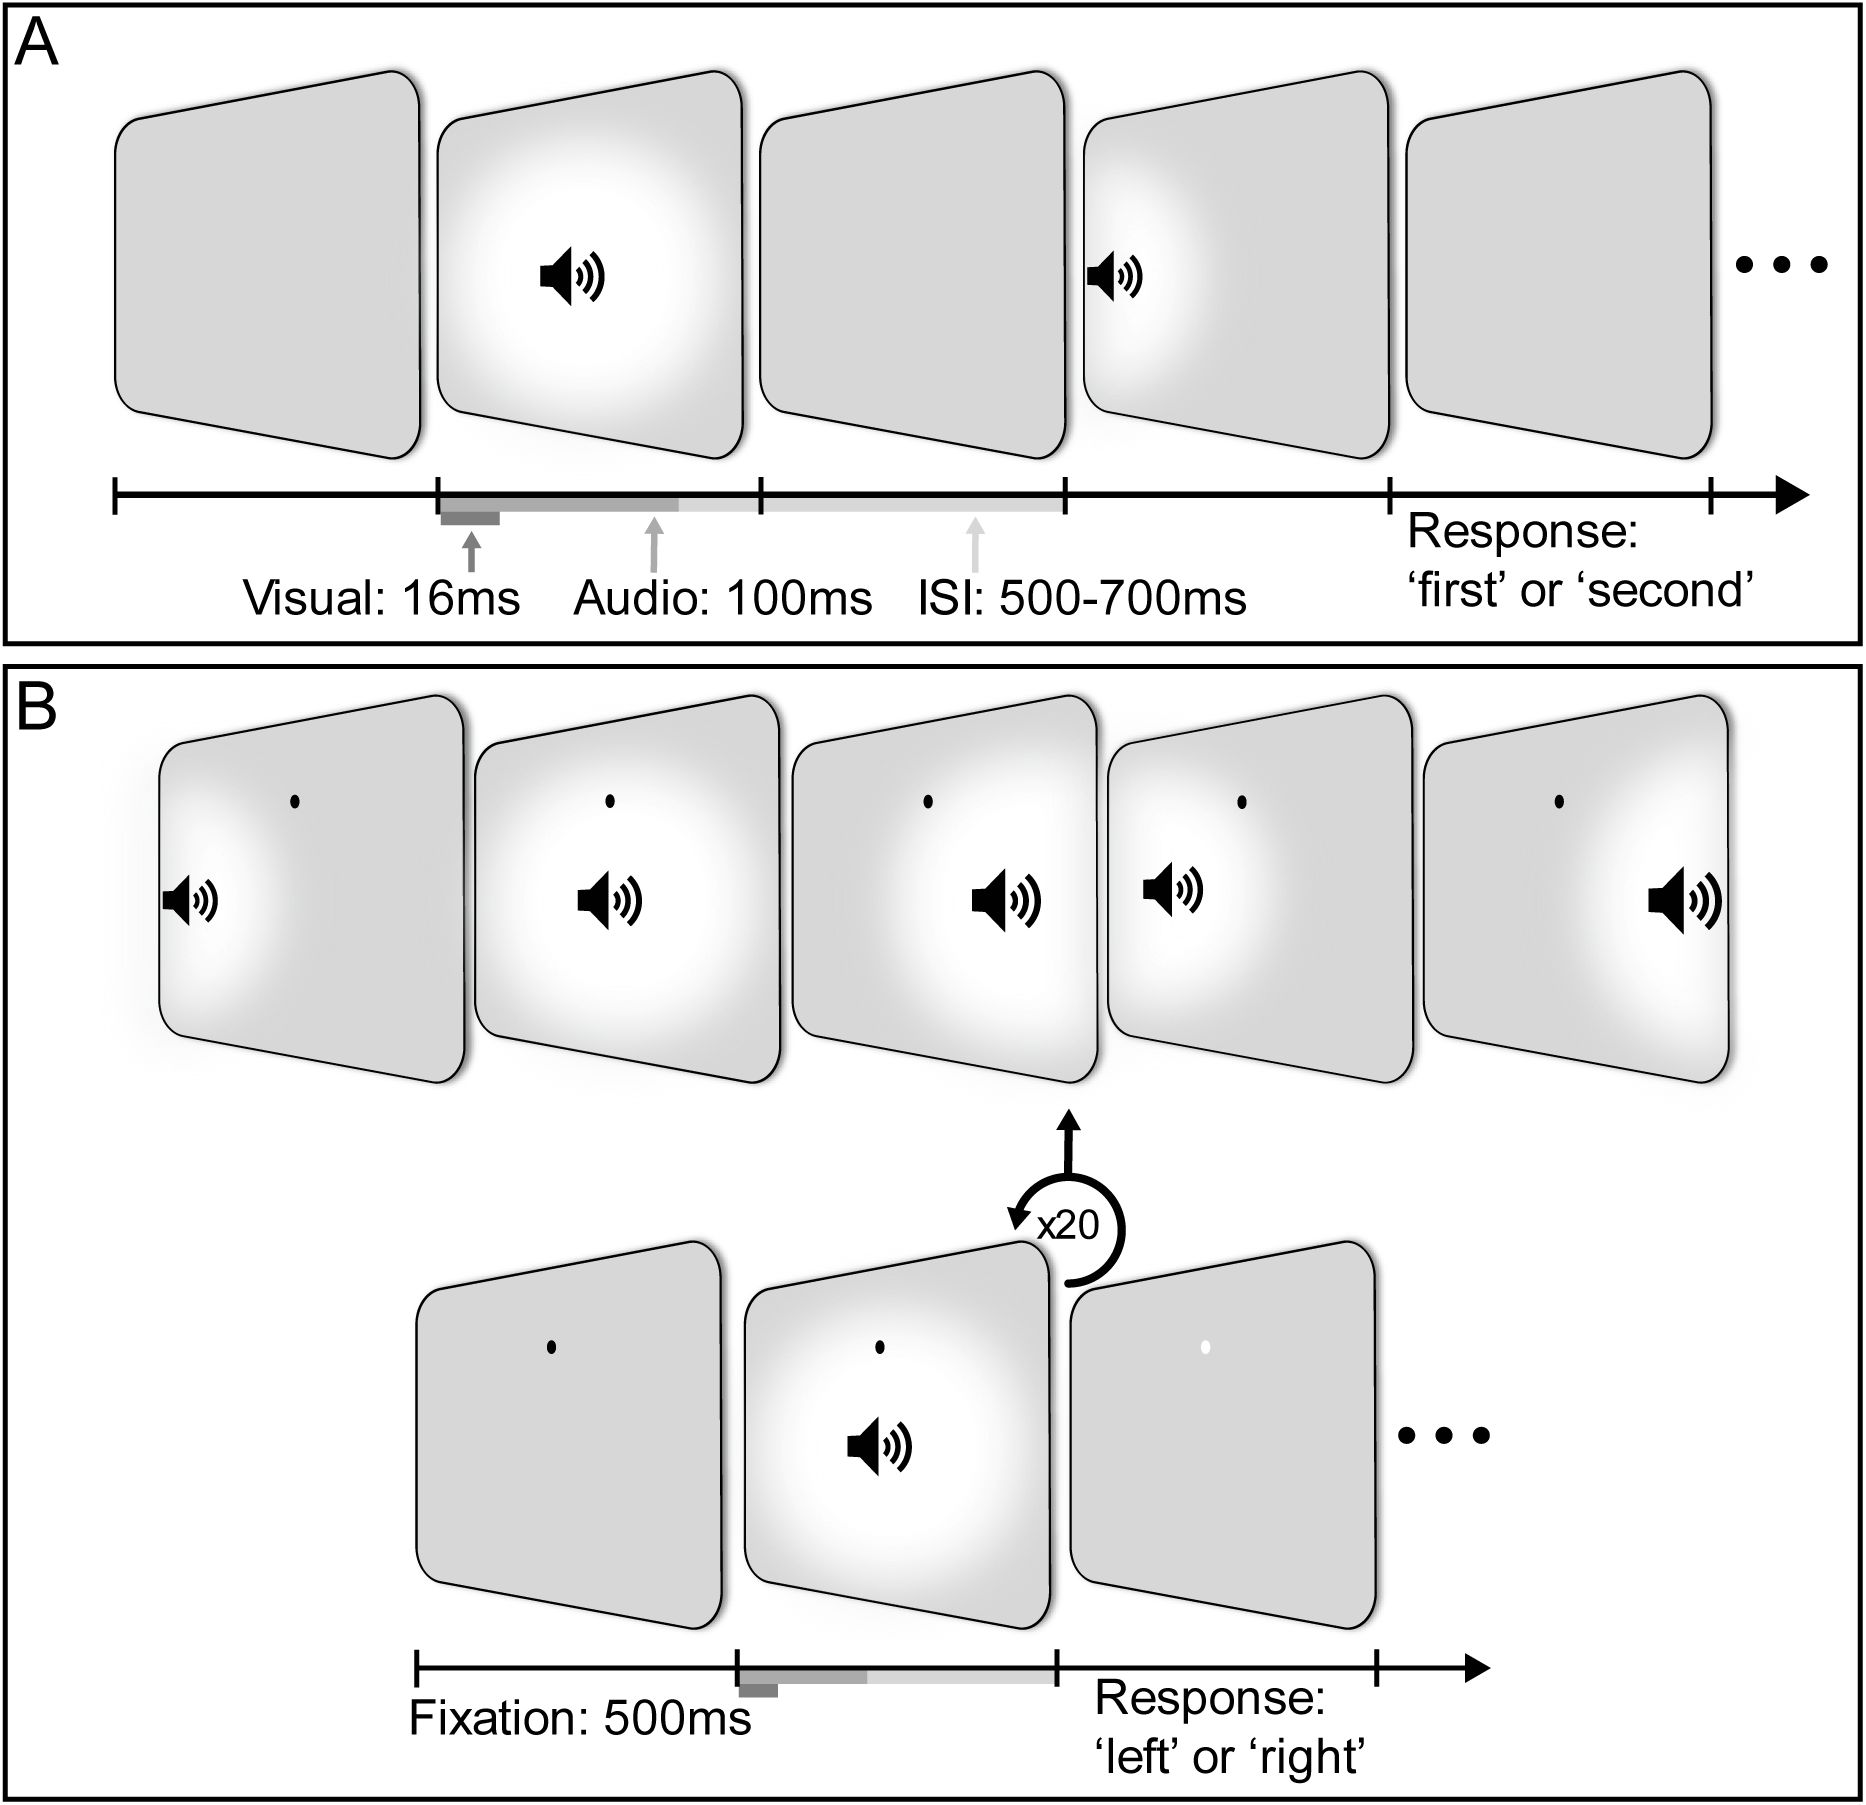 A
Visual: 16ms
Audio: 100ms
ISI: 500-700ms
Response:
‘first’ or ‘second’
B
x20
Fixation: 500ms
Response:
‘left’ or ‘right’